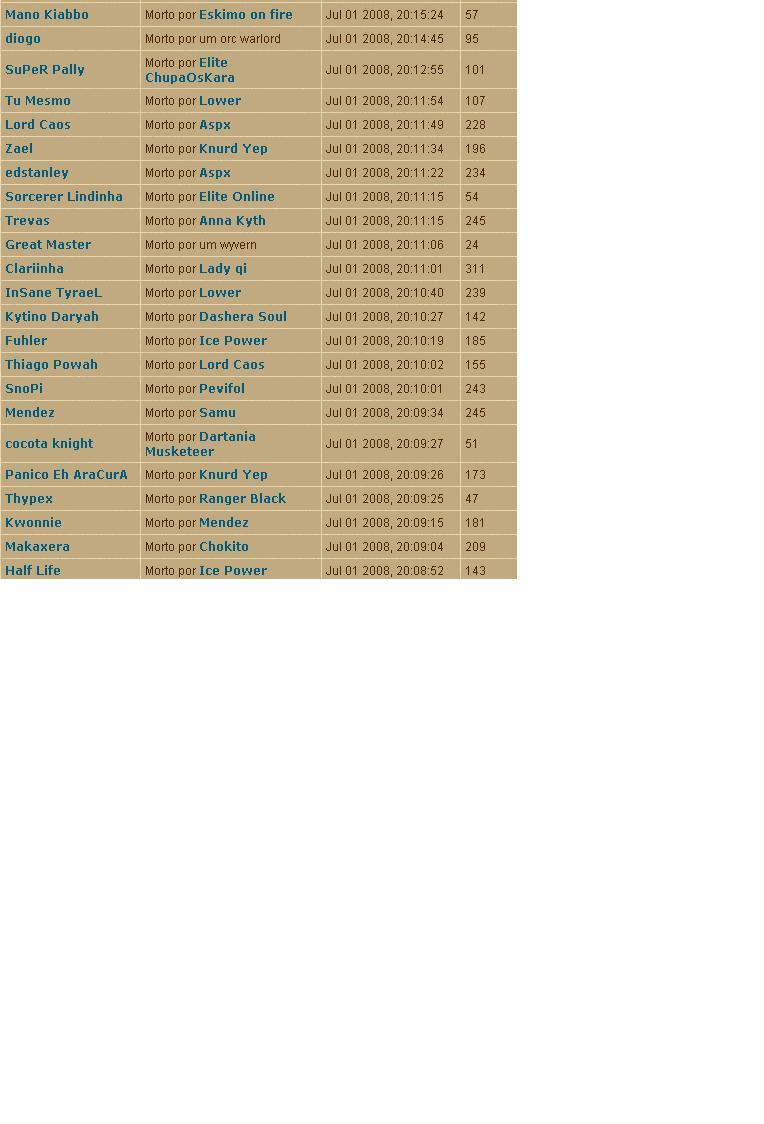 Mano Kiabbo Morto por Eskimo on fire Jul 01 2008, 20:15:24 57
diogo Morto por um orc warlord Jul 01 2008, 20:14:45 95
SuPeR Pally Morto por Elite
ChupaOsKara Jul 01 2008, 20:12:55 101
Tu Mesmo Morto por Lower Jul 01 2008, 20:11:54 107
Lord Caos Morto por Aspx Jul 01 2008, 20:11:49 228
Zael Morto por Knurd Yep Jul 01 2008, 20:11:34 196
edstanley Morto por Aspx Jul 01 2008, 20:11:22 234
Sorcerer Lindinha Morto por Elite Online Jul 01 2008, 20:11:15 54
Trevas Morto por Anna Kyth Jul 01 2008, 20:11:15 245
Great Master Morto por um wyvern Jul 01 2008, 20:11:06 24
Clariinha Morto por Lady qi Jul 01 2008, 20:11:01 311
InSane TyraeL Morto por Lower Jul 01 2008, 20:10:40 239
Kytino Daryah Morto por Dashera Soul Jul 01 2008, 20:10:27 142
Fuhler Morto por Ice Power Jul 01 2008, 20:10:19 185
Thiago Powah Morto por Lord Caos Jul 01 2008, 20:10:02 155
SnoPi Morto por Pevifol Jul 01 2008, 20:10:01 243
Mendez Morto por Samu Jul 01 2008, 20:09:34 245
cocota knight Morto por Dartania
Musketeer Jul 01 2008, 20:09:27 51
Panico Eh AraCurA Morto por Knurd Yep Jul 01 2008, 20:09:26 173
Thypex Morto por Ranger Black Jul 01 2008, 20:09:25 47
Kwonnie Morto por Mendez Jul 01 2008, 20:09:15 181
Makaxera Morto por Chokito Jul 01 2008, 20:09:04 209
Half Life Morto por Ice Power Jul 01 2008, 20:08:52 143